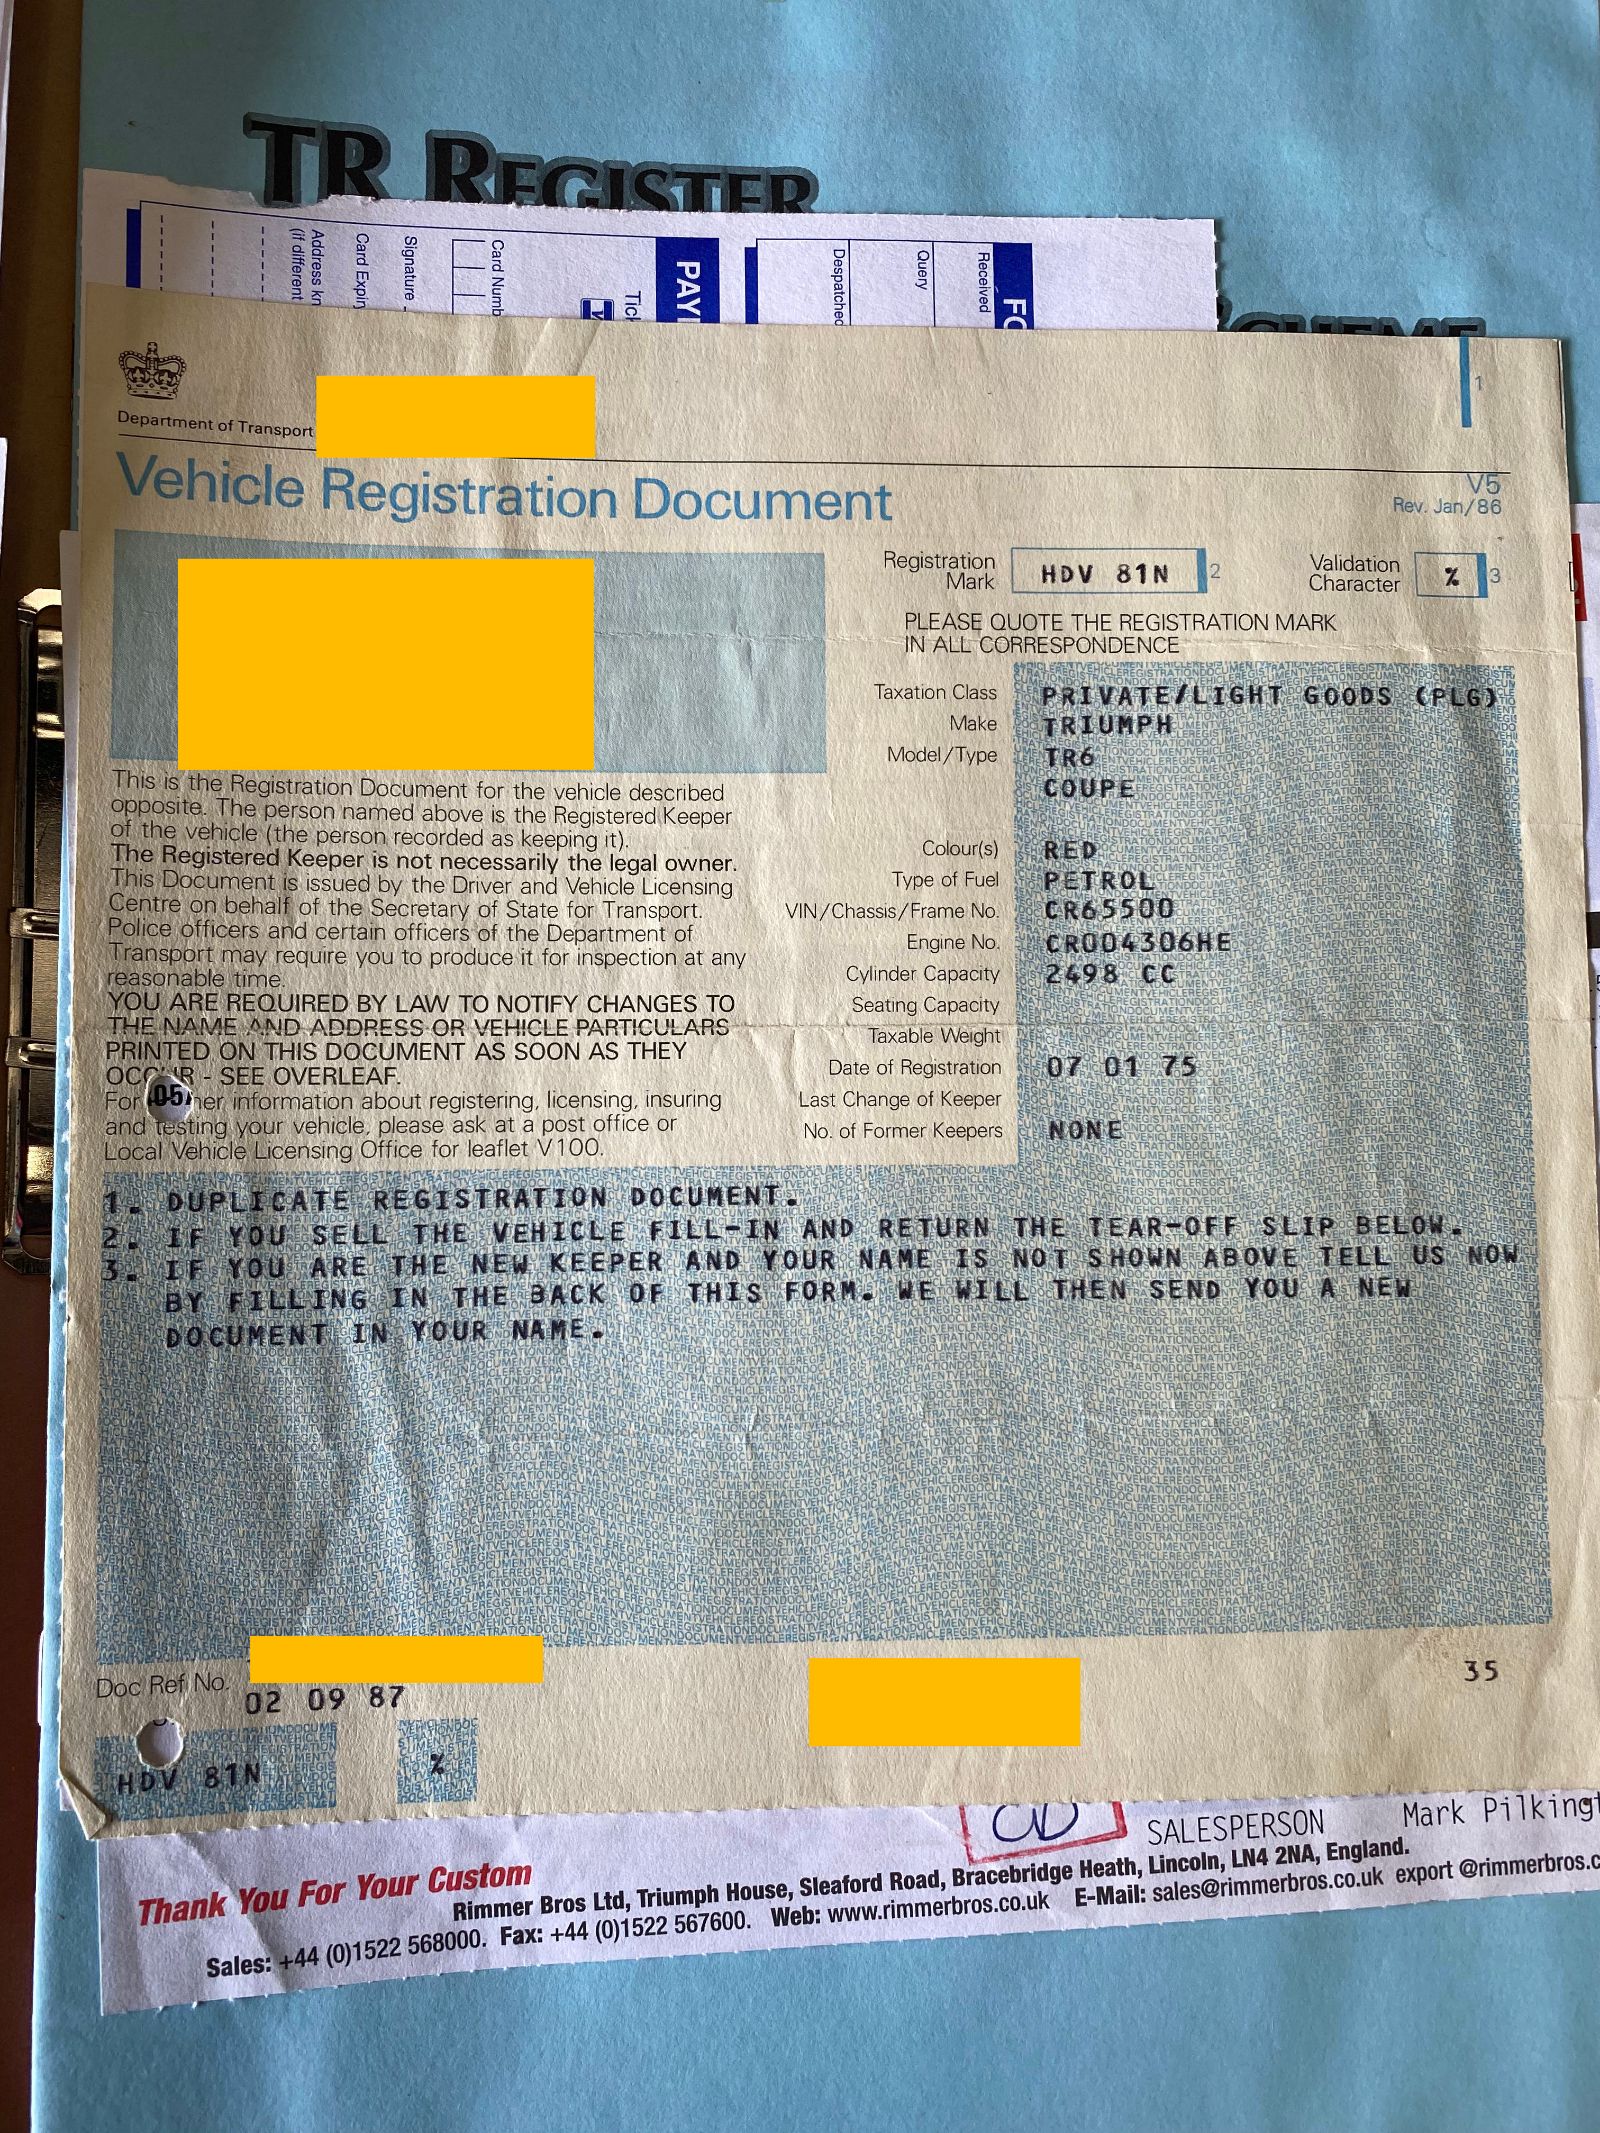 TR REGISTER
Received
Query
Despatched
Card Numb
Signature
Card Expiry
Address kn
(if different
Department of Transport
1
Vehicle Registration Document
V5
Rev. Jan/86
Registration
Mark
HDV 81N
2
Validation
Character
%
3
PLEASE QUOTE THE REGISTRATION MARK
IN ALL CORRESPONDENCE
Taxation Class PRIVATE/LIGHT GOODS (PLG)
Make TRIUMPH
Model/Type TR6
COUPE
Colour(s) RED
Type of Fuel PETROL
VIN/Chassis/Frame No. CR65500
Engine No. CR004306HE
Cylinder Capacity 2498 CC
Seating Capacity
Taxable Weight
Date of Registration 07 01 75
Last Change of Keeper
No. of Former Keepers NONE
This is the Registration Document for the vehicle described
opposite. The person named above is the Registered Keeper
of the vehicle (the person recorded as keeping it).
The Registered Keeper is not necessarily the legal owner.
This Document is issued by the Driver and Vehicle Licensing
Centre on behalf of the Secretary of State for Transport.
Police officers and certain officers of the Department of
Transport may require you to produce it for inspection at any
reasonable time.
YOU ARE REQUIRED BY LAW TO NOTIFY CHANGES TO
THE NAME AND ADDRESS OR VEHICLE PARTICULARS
PRINTED ON THIS DOCUMENT AS SOON AS THEY
OCCUR - SEE OVERLEAF.
For 05 her information about registering, licensing, insuring
and testing your vehicle, please ask at a post office or
Local Vehicle Licensing Office for leaflet V100.
1. DUPLICATE REGISTRATION DOCUMENT.
2. IF YOU SELL THE VEHICLE FILL-IN AND RETURN THE TEAR-OFF SLIP BELOW.
3. IF YOU ARE THE NEW KEEPER AND YOUR NAME IS NOT SHOWN ABOVE TELL US NOW
BY FILLING IN THE BACK OF THIS FORM. WE WILL THEN SEND YOU A NEW
DOCUMENT IN YOUR NAME.
Doc Ref No.
02 09 87
35
HDV 81N
%
SALESPERSON Mark Pilkingt
Thank You For Your Custom
Rimmer Bros Ltd, Triumph House, Sleaford Road, Bracebridge Heath, Lincoln, LN4 2NA, England.
Sales: +44 (0)1522 568000. Fax: +44 (0)1522 567600. Web: www.rimmerbros.co.uk E-Mail: sales@rimmerbros.co.uk export @rimmerbros.c